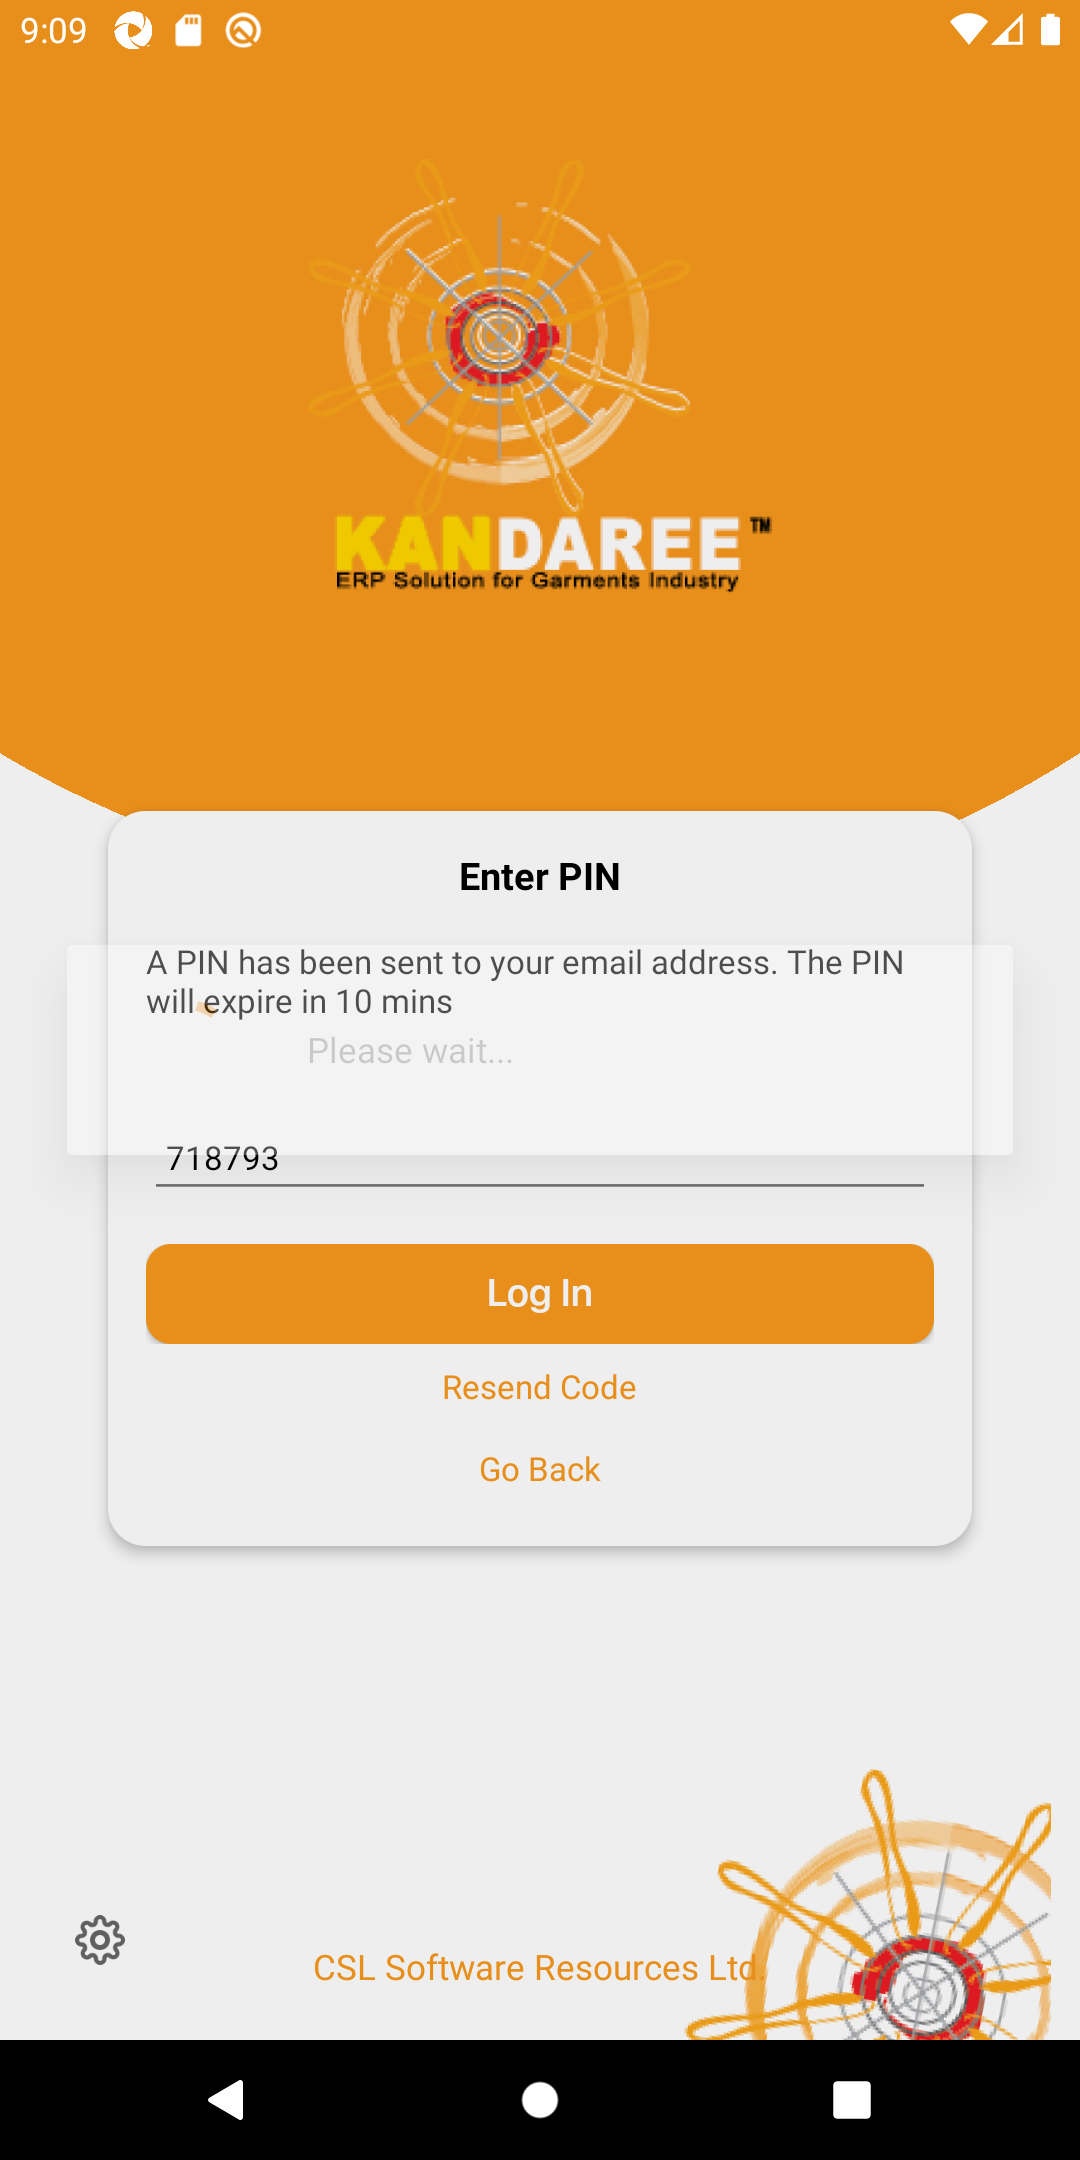 9:09
KANDAREE™
ERP Solution for Garments Industry
Enter PIN
A PIN has been sent to your email address. The PIN
will expire in 10 mins
Please wait...
718793
Log In
Resend Code
Go Back
CSL Software Resources Ltd.